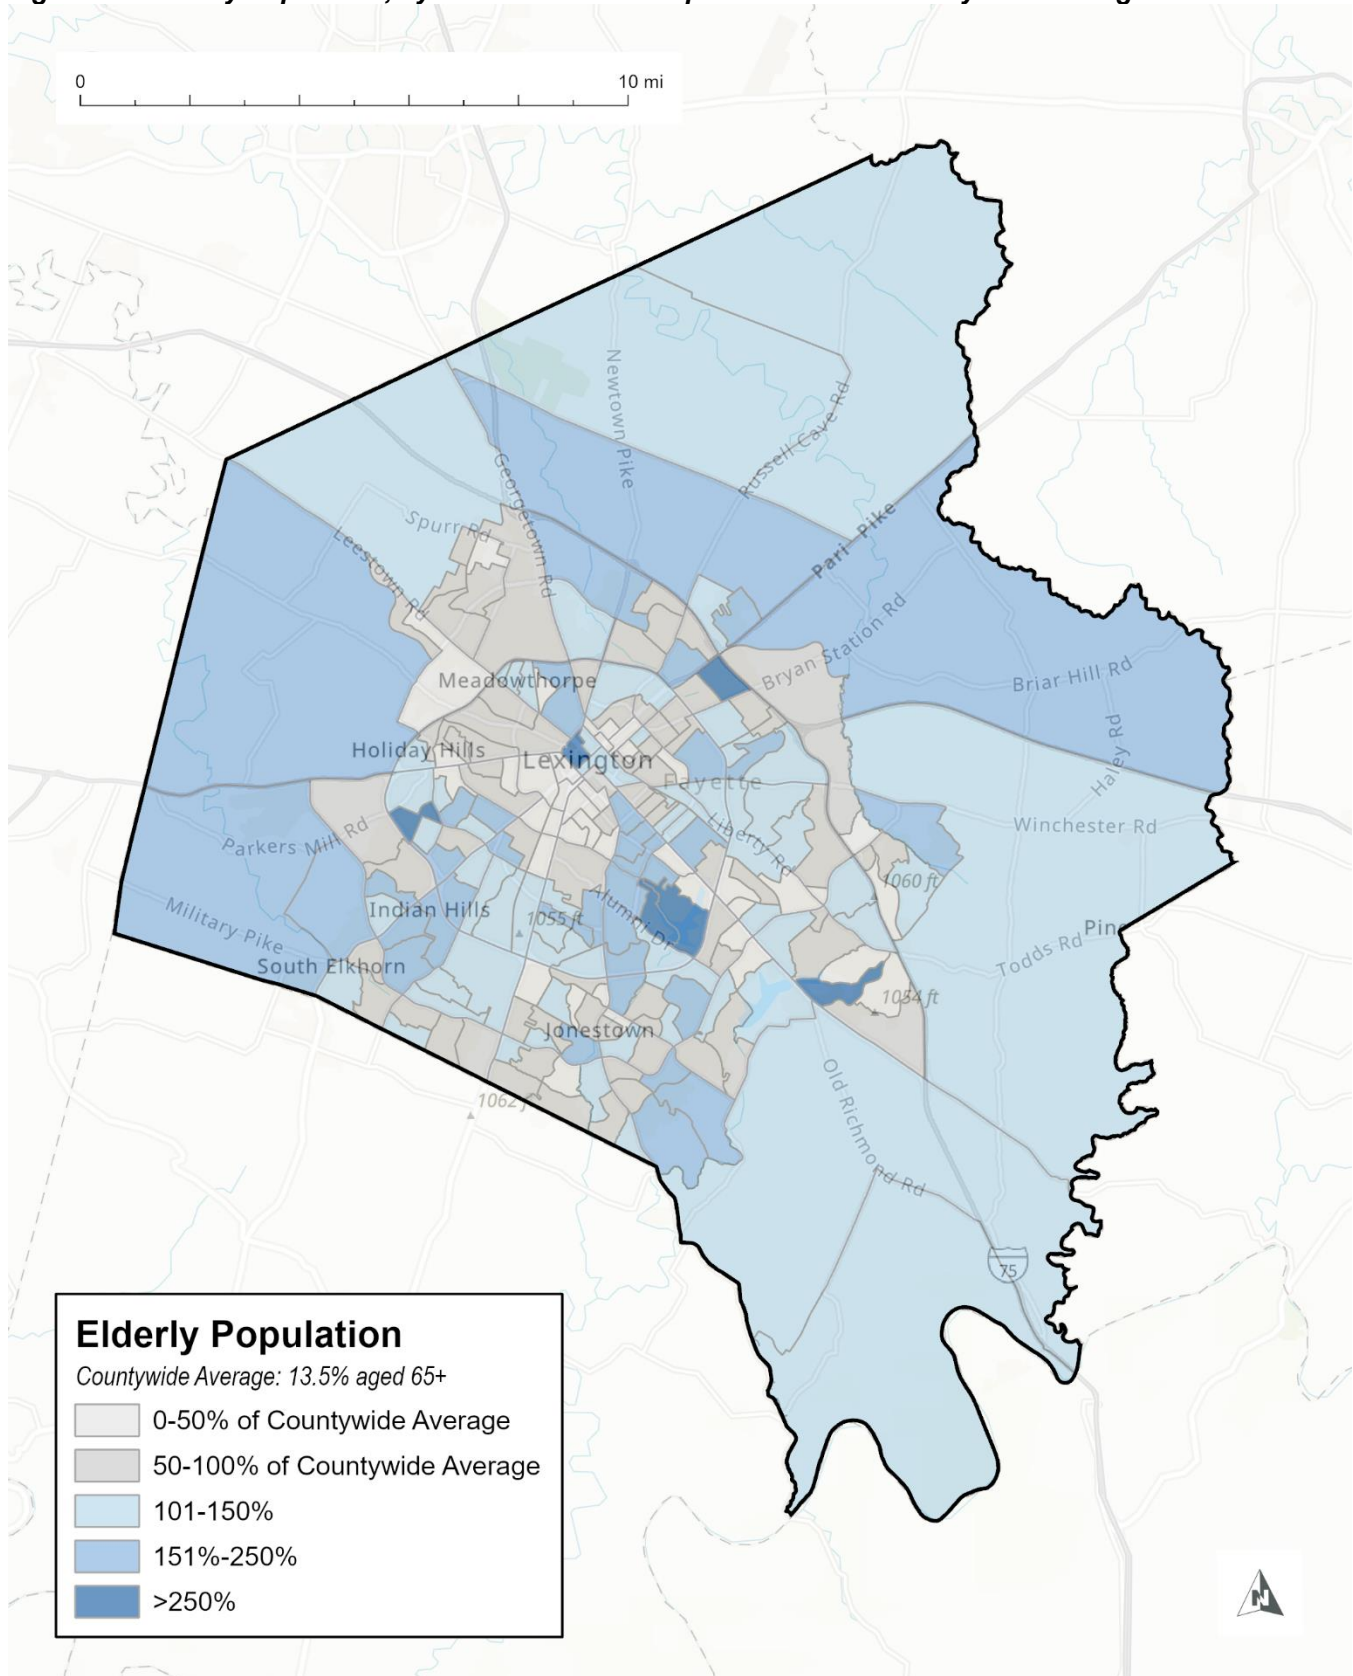 0 10 mi
Newtown Pike
Russell Cave Rd
Georgetown Rd
Spurr Rd
Leestown Rd
Pari Pike
Bryan Station Rd
Briar Hill Rd
Haley Rd
Meadowthorpe
Holiday Hills
Lexington
Fayette
Winchester Rd
Parkers Mill Rd
Liberty Rd
1060 ft
Indian Hills
1055 ft
Alumni Dr
Military Pike
South Elkhorn
Todds Rd
Pin
1054 ft
Jonestown
1062 f
Old Richmond Rd
75
Elderly Population
Countywide Average: 13.5% aged 65+
0-50% of Countywide Average
50-100% of Countywide Average
101-150%
151%-250%
>250%
N